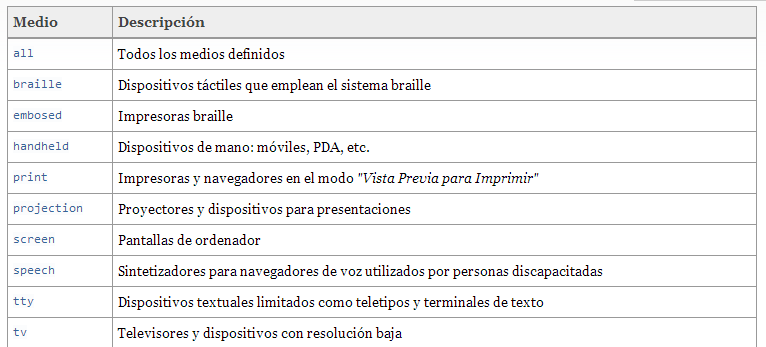 Medio Descripción
all Todos los medios definidos
braille Dispositivos táctiles que emplean el sistema braille
embosed Impresoras braille
handheld Dispositivos de mano: móviles, PDA, etc.
print Impresoras y navegadores en el modo "Vista Previa para Imprimir"
projection Proyectores y dispositivos para presentaciones
screen Pantallas de ordenador
speech Sintetizadores para navegadores de voz utilizados por personas discapacitadas
tty Dispositivos textuales limitados como teletipos y terminales de texto
tv Televisores y dispositivos con resolución baja